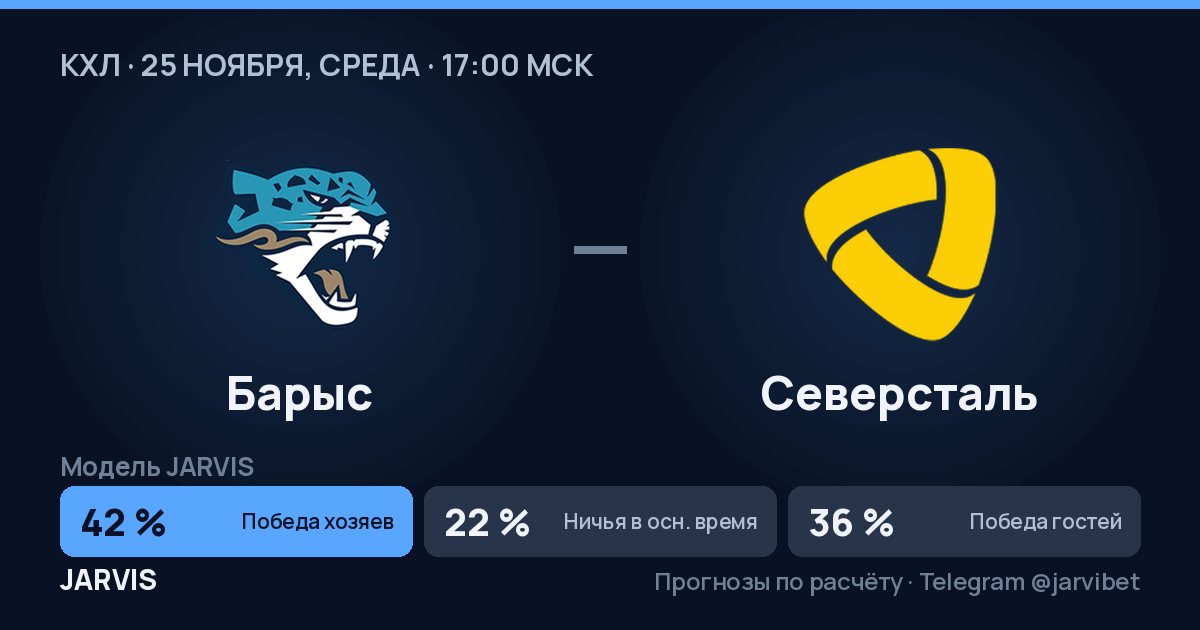 КХЛ · 25 НОЯБРЯ, СРЕДА · 17:00 МСК
Барыс — Северсталь
Модель JARVIS
42 % Победа хозяев
22 % Ничья в осн. время
36 % Победа гостей
JARVIS
Прогнозы по расчёту · Telegram @jarvibet